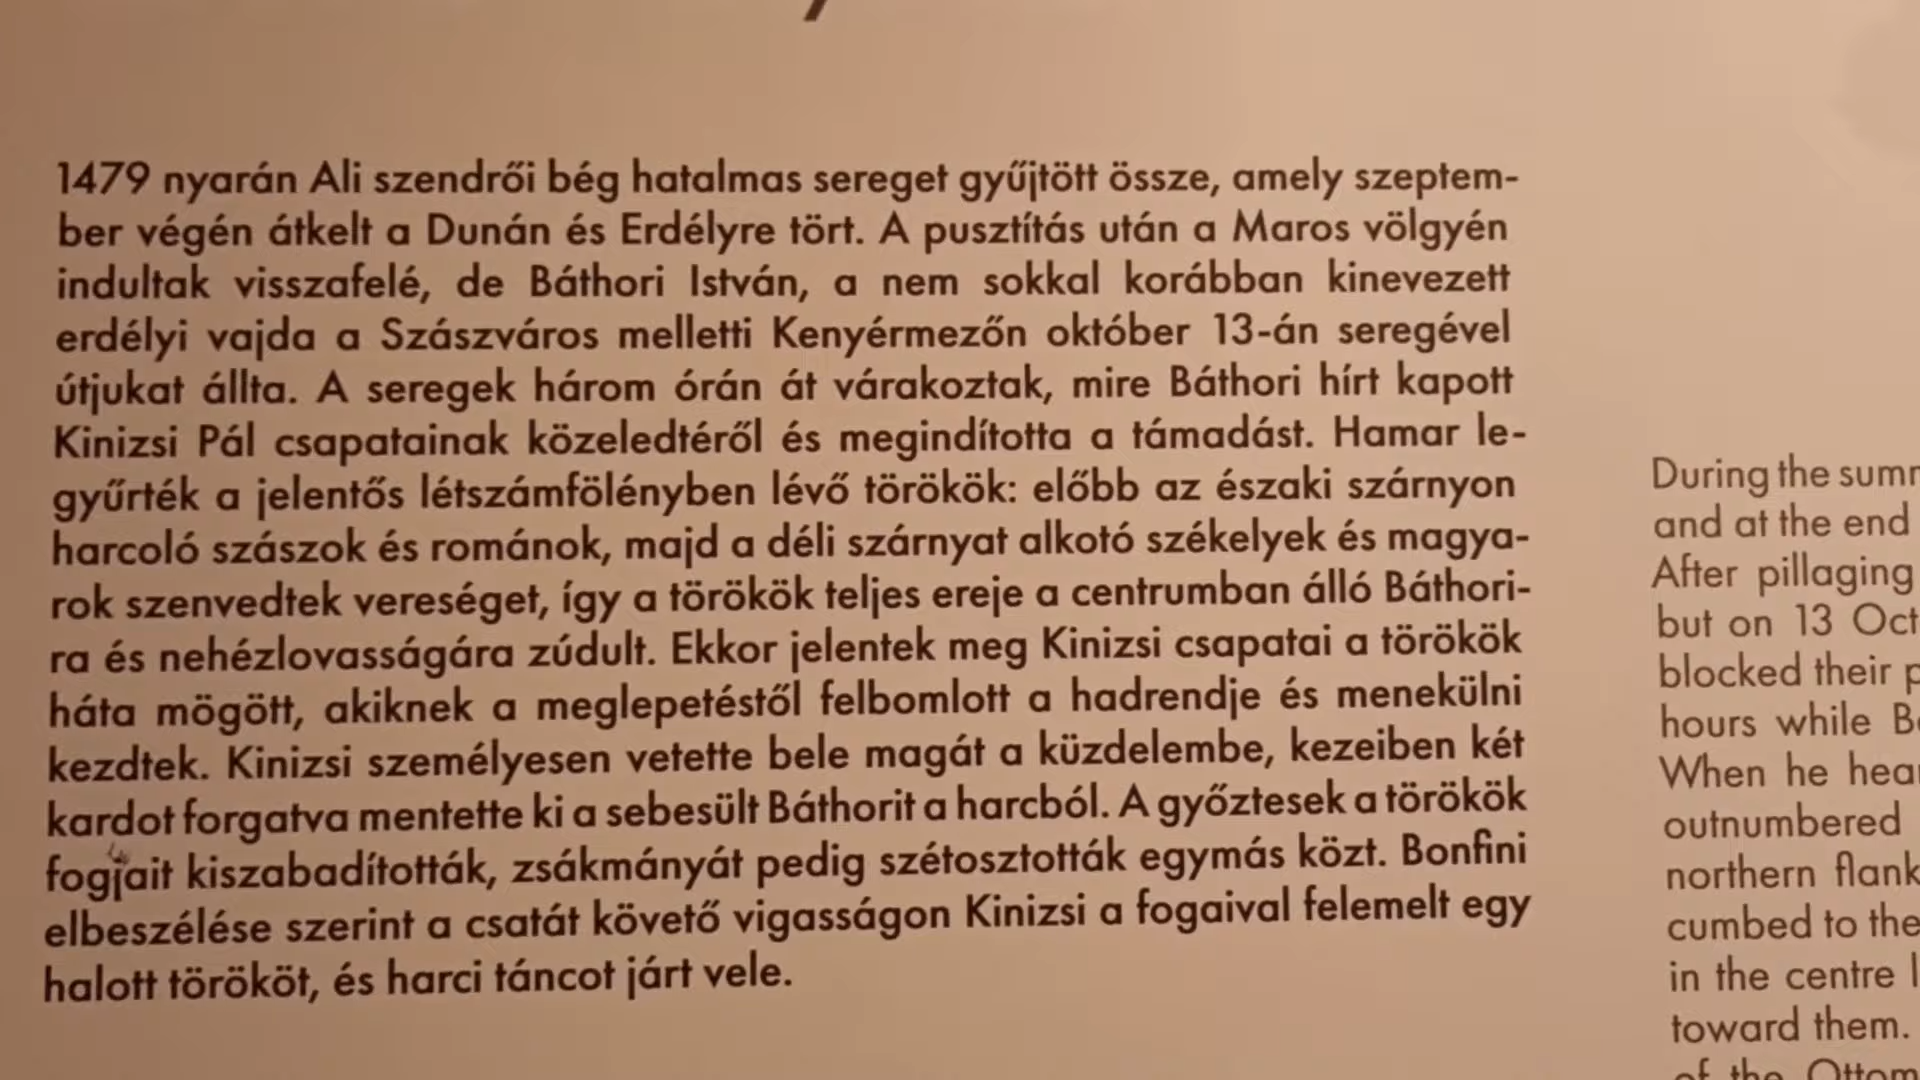 1479 nyarán Ali szendrői bég hatalmas sereget gyűjtött össze, amely szeptem-
ber végén átkelt a Dunán és Erdélyre tört. A pusztítás után a Maros völgyén
indultak visszafelé, de Báthori István, a nem sokkal korábban kinevezett
erdélyi vajda a Szászváros melletti Kenyérmezőn október 13-án seregével
útjukat állta. A seregek három órán át várakoztak, mire Báthori hírt kapott
Kinizsi Pál csapatainak közeledtéről és megindította a támadást. Hamar le-
gyűrték a jelentős létszámfölényben lévő törökök: előbb az északi szárnyon
harcoló szászok és románok, majd a déli szárnyat alkotó székelyek és magya-
rok szenvedtek vereséget, így a törökök teljes ereje a centrumban álló Báthori-
ra és nehézlovasságára zúdult. Ekkor jelentek meg Kinizsi csapatai a törökök
háta mögött, akiknek a meglepetéstől felbomlott a hadrendje és menekülni
kezdtek. Kinizsi személyesen vetette bele magát a küzdelembe, kezeiben két
kardot forgatva mentette ki a sebesült Báthorit a harcból. A győztesek a törökök
fogjait kiszabadították, zsákmányát pedig szétosztották egymás közt. Bonfini
elbeszélése szerint a csatát követő vigasságon Kinizsi a fogaival felemelt egy
halott törököt, és harci táncot járt vele.
During the summ
and at the end
After pillaging
but on 13 Oct
blocked their p
hours while B
When he hear
outnumbered
northern flank
cumbed to the
in the centre l
toward them.
of the Ottom